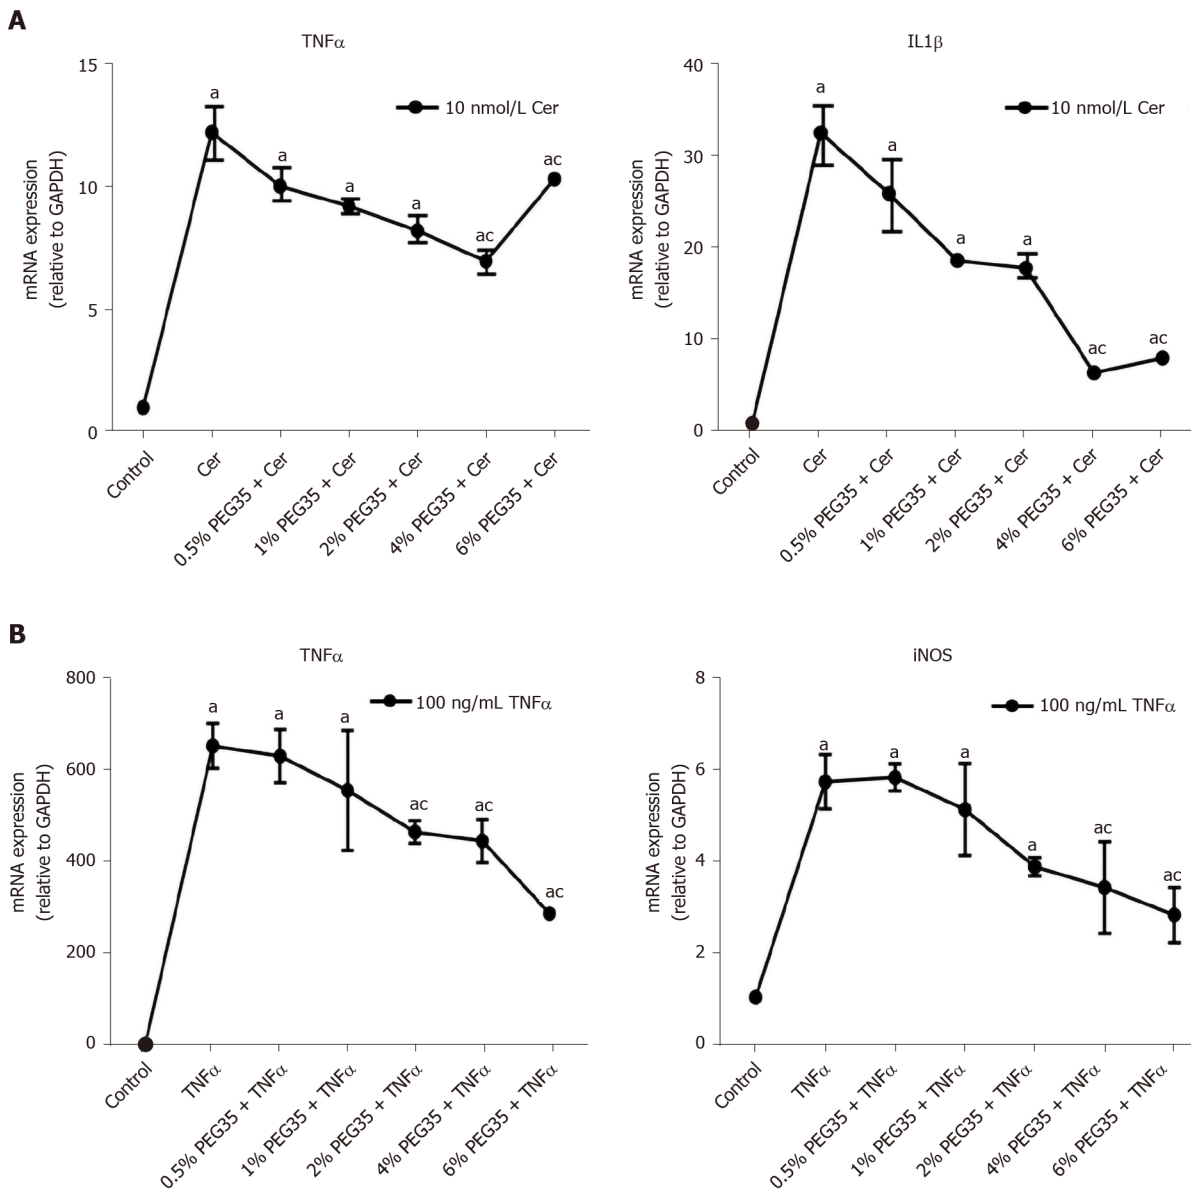 A
TNFα
15
10
5
0
mRNA expression
(relative to GAPDH)
10 nmol/L Cer
a
a
a
a
ac
ac
Control
Cer
0.5% PEG35 + Cer
1% PEG35 + Cer
2% PEG35 + Cer
4% PEG35 + Cer
6% PEG35 + Cer
IL1β
40
30
20
10
0
mRNA expression
(relative to GAPDH)
10 nmol/L Cer
a
a
a
a
ac
ac
Control
Cer
0.5% PEG35 + Cer
1% PEG35 + Cer
2% PEG35 + Cer
4% PEG35 + Cer
6% PEG35 + Cer
B
TNFα
800
600
400
200
0
mRNA expression
(relative to GAPDH)
100 ng/mL TNFα
a
a
a
ac
ac
ac
Control
TNFα
0.5% PEG35 + TNFα
1% PEG35 + TNFα
2% PEG35 + TNFα
4% PEG35 + TNFα
6% PEG35 + TNFα
iNOS
8
6
4
2
0
mRNA expression
(relative to GAPDH)
100 ng/mL TNFα
a
a
a
a
ac
ac
Control
TNFα
0.5% PEG35 + TNFα
1% PEG35 + TNFα
2% PEG35 + TNFα
4% PEG35 + TNFα
6% PEG35 + TNFα